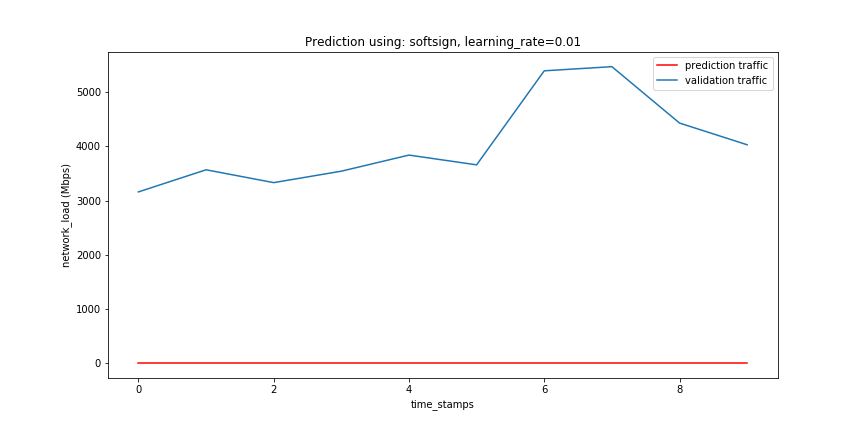 Prediction using: softsign, learning_rate=0.01
prediction traffic
validation traffic
5000
4000
3000
2000
1000
0
network_load (Mbps)
0 2 4 6 8
time_stamps